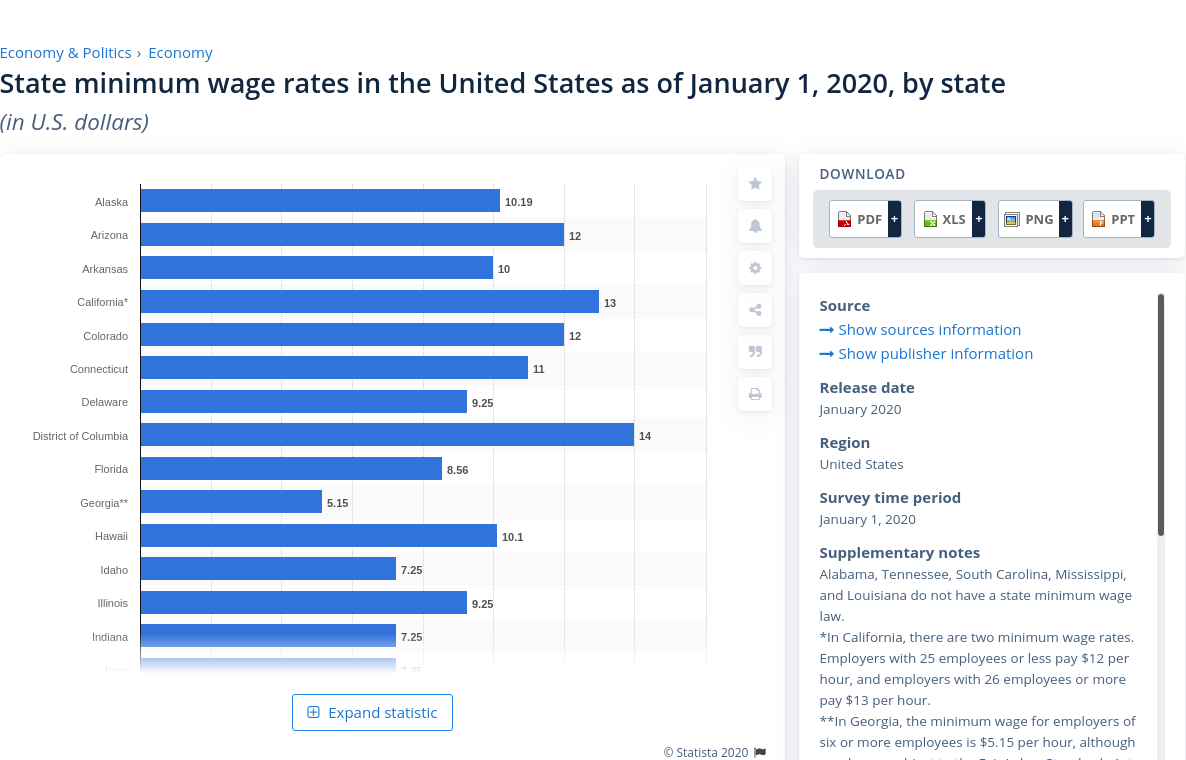 Economy & Politics › Economy
State minimum wage rates in the United States as of January 1, 2020, by state
(in U.S. dollars)
Alaska 10.19
Arizona 12
Arkansas 10
California* 13
Colorado 12
Connecticut 11
Delaware 9.25
District of Columbia 14
Florida 8.56
Georgia** 5.15
Hawaii 10.1
Idaho 7.25
Illinois 9.25
Indiana 7.25
Iowa 7.25
Expand statistic
© Statista 2020
DOWNLOAD
PDF + XLS + PNG + PPT +
Source
Show sources information
Show publisher information
Release date
January 2020
Region
United States
Survey time period
January 1, 2020
Supplementary notes
Alabama, Tennessee, South Carolina, Mississippi,
and Louisiana do not have a state minimum wage
law.
*In California, there are two minimum wage rates.
Employers with 25 employees or less pay $12 per
hour, and employers with 26 employees or more
pay $13 per hour.
**In Georgia, the minimum wage for employers of
six or more employees is $5.15 per hour, although